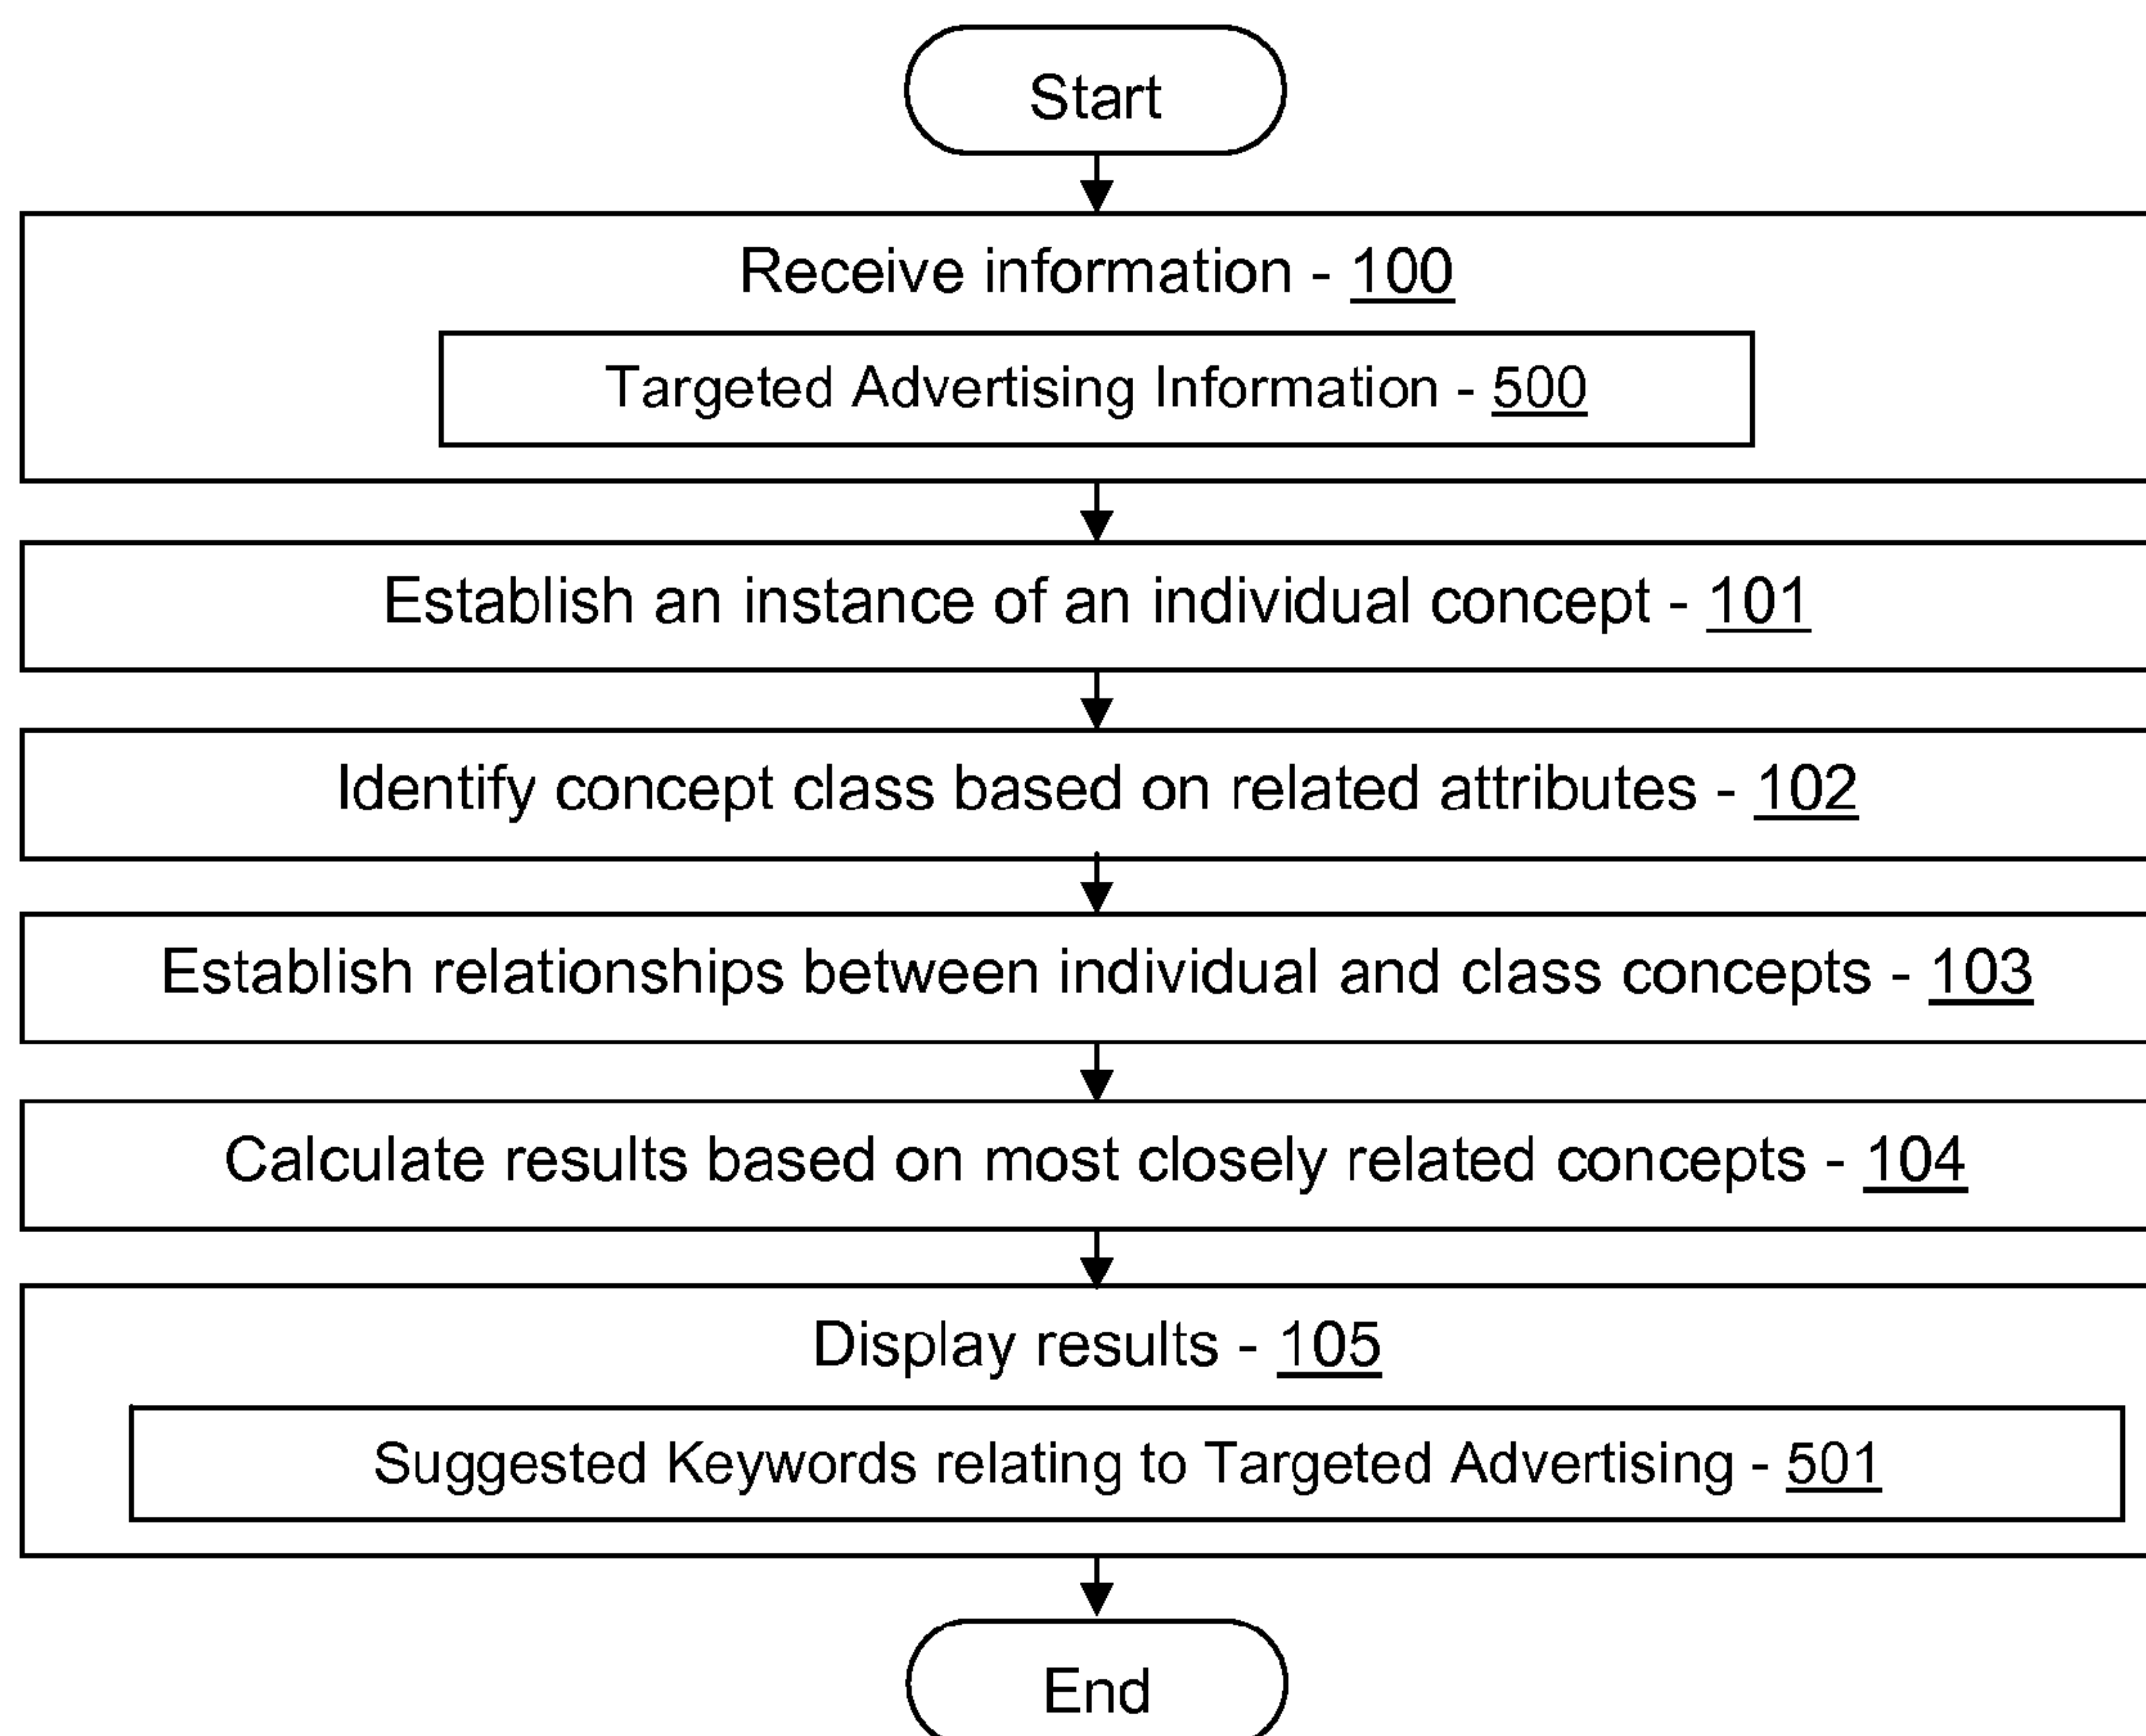 Start
Receive information - 100
Targeted Advertising Information - 500
Establish an instance of an individual concept - 101
Identify concept class based on related attributes - 102
Establish relationships between individual and class concepts - 103
Calculate results based on most closely related concepts - 104
Display results - 105
Suggested Keywords relating to Targeted Advertising - 501
End